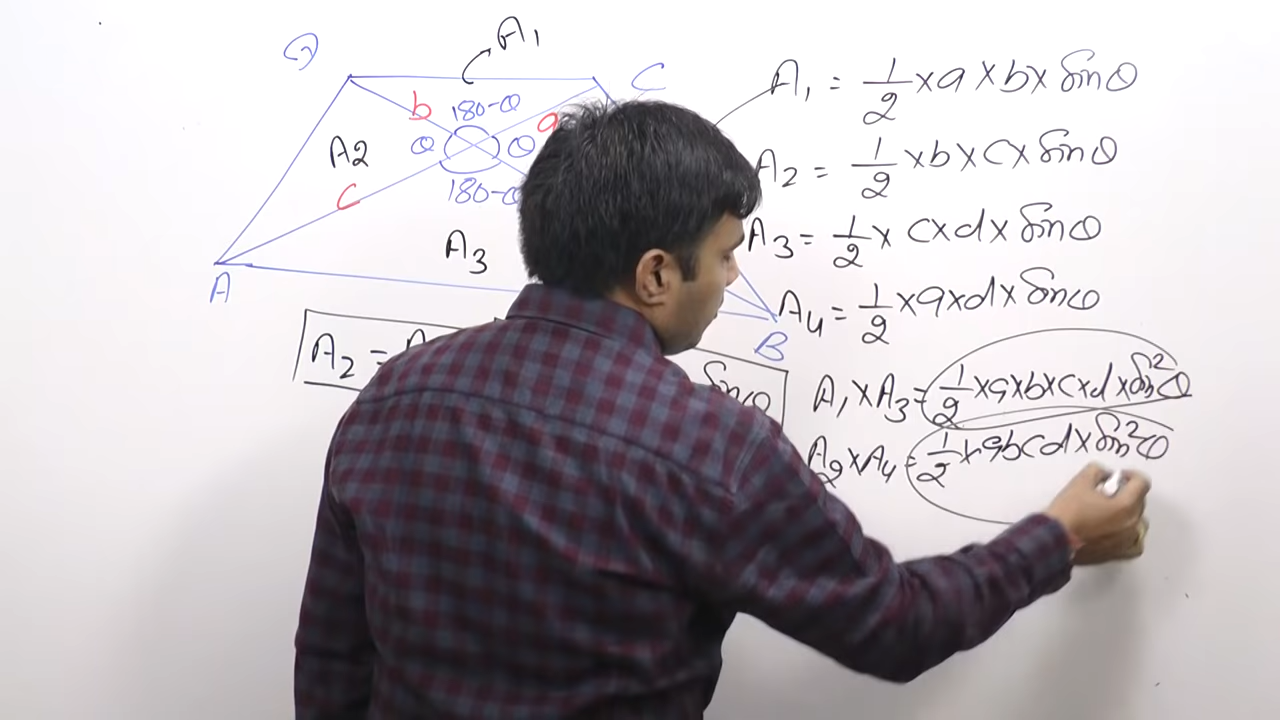 D
A₁
C
b
180-θ
a
A2
θ
θ
c
180-θ
A₃
A
B
A₂ =
sinθ
A₁ = 1/2 × a × b × sinθ
A₂ = 1/2 × b × c × sinθ
A₃ = 1/2 × c × d × sinθ
A₄ = 1/2 × a × d × sinθ
A₁ × A₃ = 1/2 × a × b × c × d × sin²θ
A₂ × A₄ = 1/2 × abcd × sin²θ